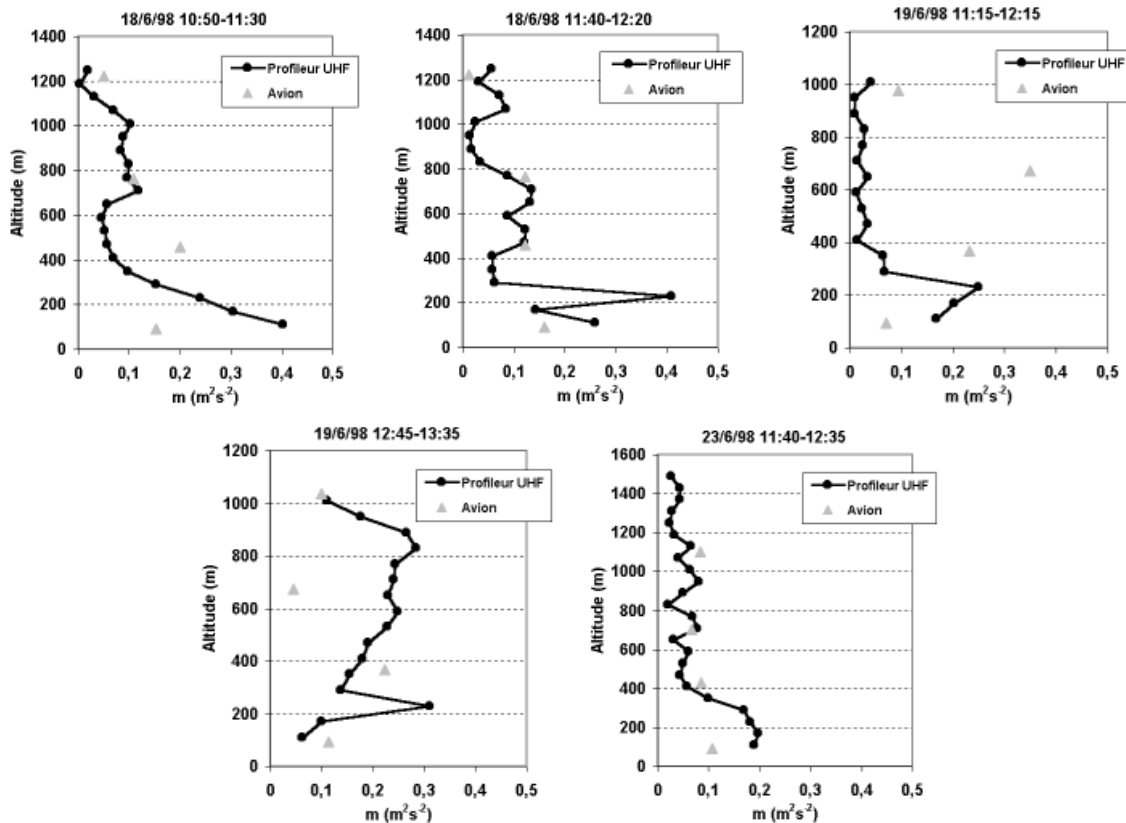 18/6/98 10:50-11:30
1400
1200
1000
800
600
400
200
0
Altitude (m)
Profileur UHF
Avion
0 0,1 0,2 0,3 0,4 0,5
m (m²s⁻²)
18/6/98 11:40-12:20
1400
1200
1000
800
600
400
200
0
Altitude (m)
Profileur UHF
Avion
0 0,1 0,2 0,3 0,4 0,5
m (m²s⁻²)
19/6/98 11:15-12:15
1200
1000
800
600
400
200
0
Altitude (m)
Profileur UHF
Avion
0 0,1 0,2 0,3 0,4 0,5
m (m²s⁻²)
19/6/98 12:45-13:35
1200
1000
800
600
400
200
0
Altitude (m)
Profileur UHF
Avion
0 0,1 0,2 0,3 0,4 0,5
m (m²s⁻²)
23/6/98 11:40-12:35
1600
1400
1200
1000
800
600
400
200
0
Altitude (m)
Profileur UHF
Avion
0 0,1 0,2 0,3 0,4 0,5
m (m²s⁻²)